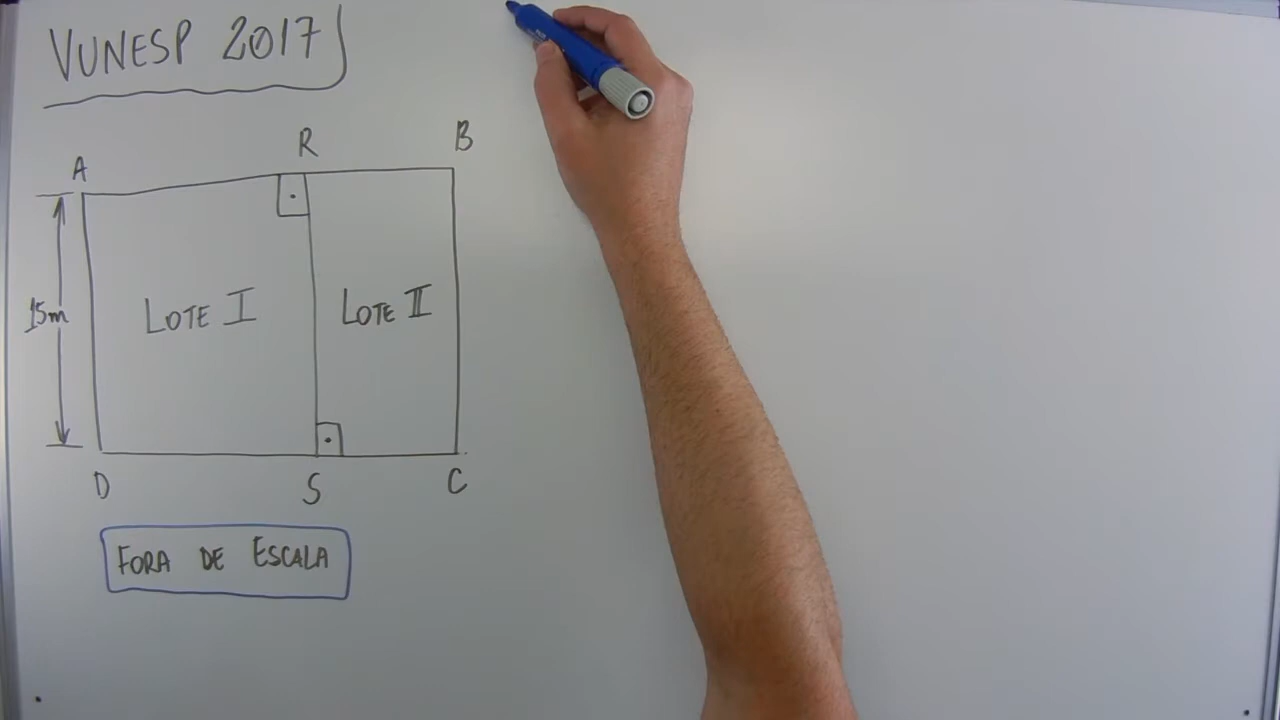 VUNESP 2017
A R B
15m LOTE I LOTE II
D S C
FORA DE ESCALA